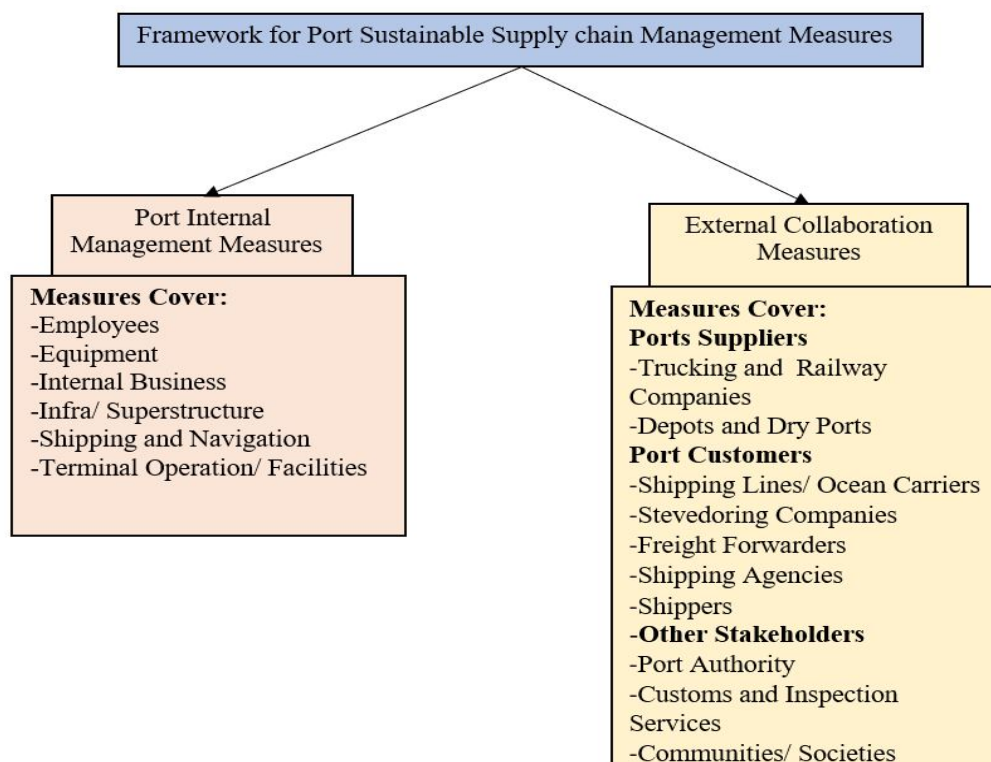 Framework for Port Sustainable Supply chain Management Measures
Port Internal
Management Measures
Measures Cover:
-Employees
-Equipment
-Internal Business
-Infra/ Superstructure
-Shipping and Navigation
-Terminal Operation/ Facilities
External Collaboration
Measures
Measures Cover:
Ports Suppliers
-Trucking and  Railway
Companies
-Depots and Dry Ports
Port Customers
-Shipping Lines/ Ocean Carriers
-Stevedoring Companies
-Freight Forwarders
-Shipping Agencies
-Shippers
-Other Stakeholders
-Port Authority
-Customs and Inspection
Services
-Communities/ Societies